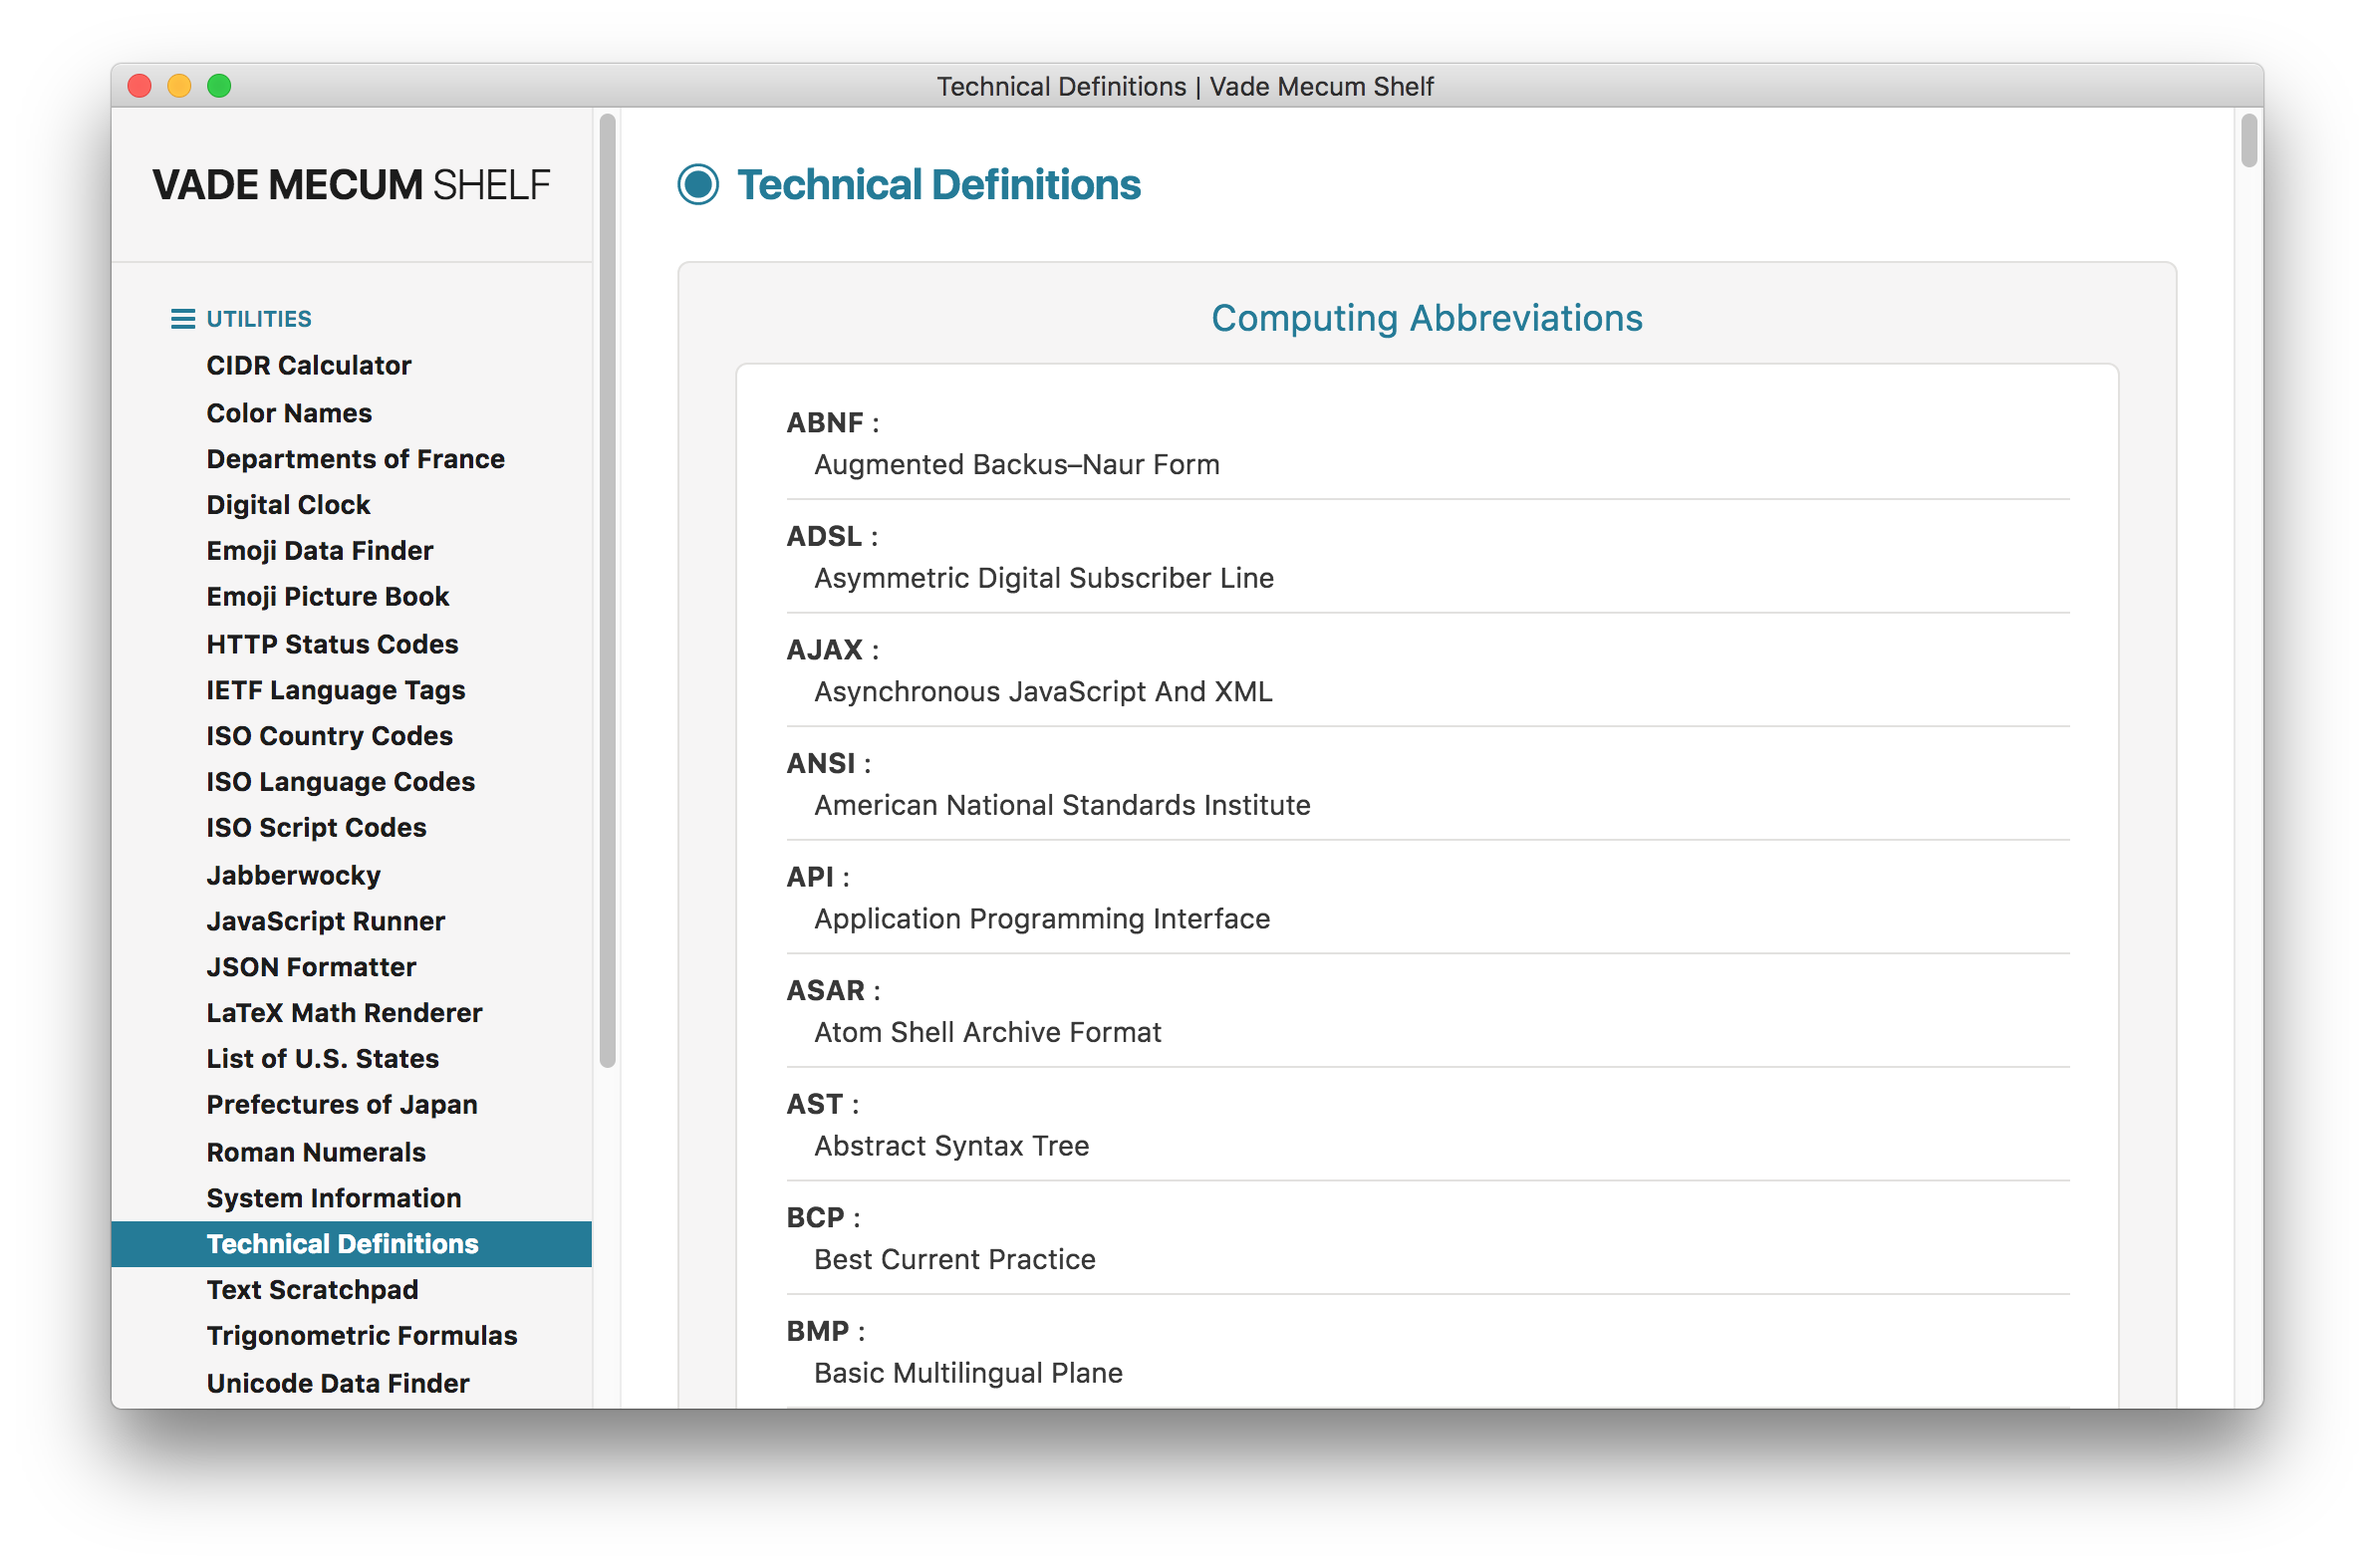 Technical Definitions | Vade Mecum Shelf
VADE MECUM SHELF
UTILITIES
CIDR Calculator
Color Names
Departments of France
Digital Clock
Emoji Data Finder
Emoji Picture Book
HTTP Status Codes
IETF Language Tags
ISO Country Codes
ISO Language Codes
ISO Script Codes
Jabberwocky
JavaScript Runner
JSON Formatter
LaTeX Math Renderer
List of U.S. States
Prefectures of Japan
Roman Numerals
System Information
Technical Definitions
Text Scratchpad
Trigonometric Formulas
Unicode Data Finder
Technical Definitions
Computing Abbreviations
ABNF :
Augmented Backus–Naur Form
ADSL :
Asymmetric Digital Subscriber Line
AJAX :
Asynchronous JavaScript And XML
ANSI :
American National Standards Institute
API :
Application Programming Interface
ASAR :
Atom Shell Archive Format
AST :
Abstract Syntax Tree
BCP :
Best Current Practice
BMP :
Basic Multilingual Plane